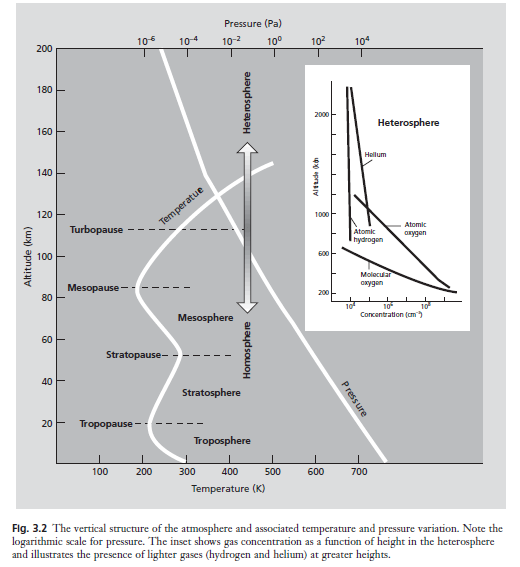 Pressure (Pa)
10-6 10-4 10-2 10⁰ 10² 10⁴
200
180
160
140
120
100
80
60
40
20
Altitude (km)
Heterosphere
Temperatue
Turbopause
Mesopause
Mesosphere
Stratopause
Homosphere
Stratosphere
Pressure
Tropopause
Troposphere
100 200 300 400 500 600 700
Temperature (K)
Heterosphere
2000
Helium
1000
Atomic
hydrogen
Atomic
oxygen
600
Molecular
oxygen
200
Concentration (cm⁻³)
Fig. 3.2 The vertical structure of the atmosphere and associated temperature and pressure variation. Note the
logarithmic scale for pressure. The inset shows gas concentration as a function of height in the heterosphere
and illustrates the presence of lighter gases (hydrogen and helium) at greater heights.